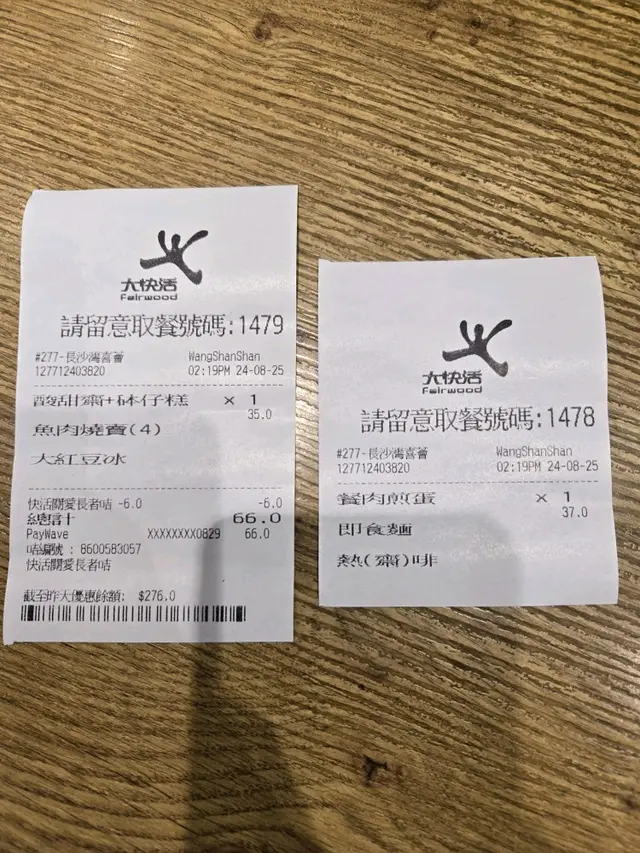 大快活
Fairwood
請留意取餐號碼:1479
#277-長沙灣喜薈 WangShanShan
127712403820 02:19PM 24-08-25
酸甜齋+砵仔糕 × 1
35.0
魚肉燒賣(4)
大紅豆冰
快活關愛長者咭 -6.0 -6.0
總計 66.0
PayWave XXXXXXXX0829 66.0
咭編號 : 8600583057
快活關愛長者咭
截至昨天優惠餘額: $276.0
大快活
Fairwood
請留意取餐號碼:1478
#277-長沙灣喜薈 WangShanShan
127712403820 02:19PM 24-08-25
餐肉煎蛋 × 1
37.0
即食麵
熱(齋)啡